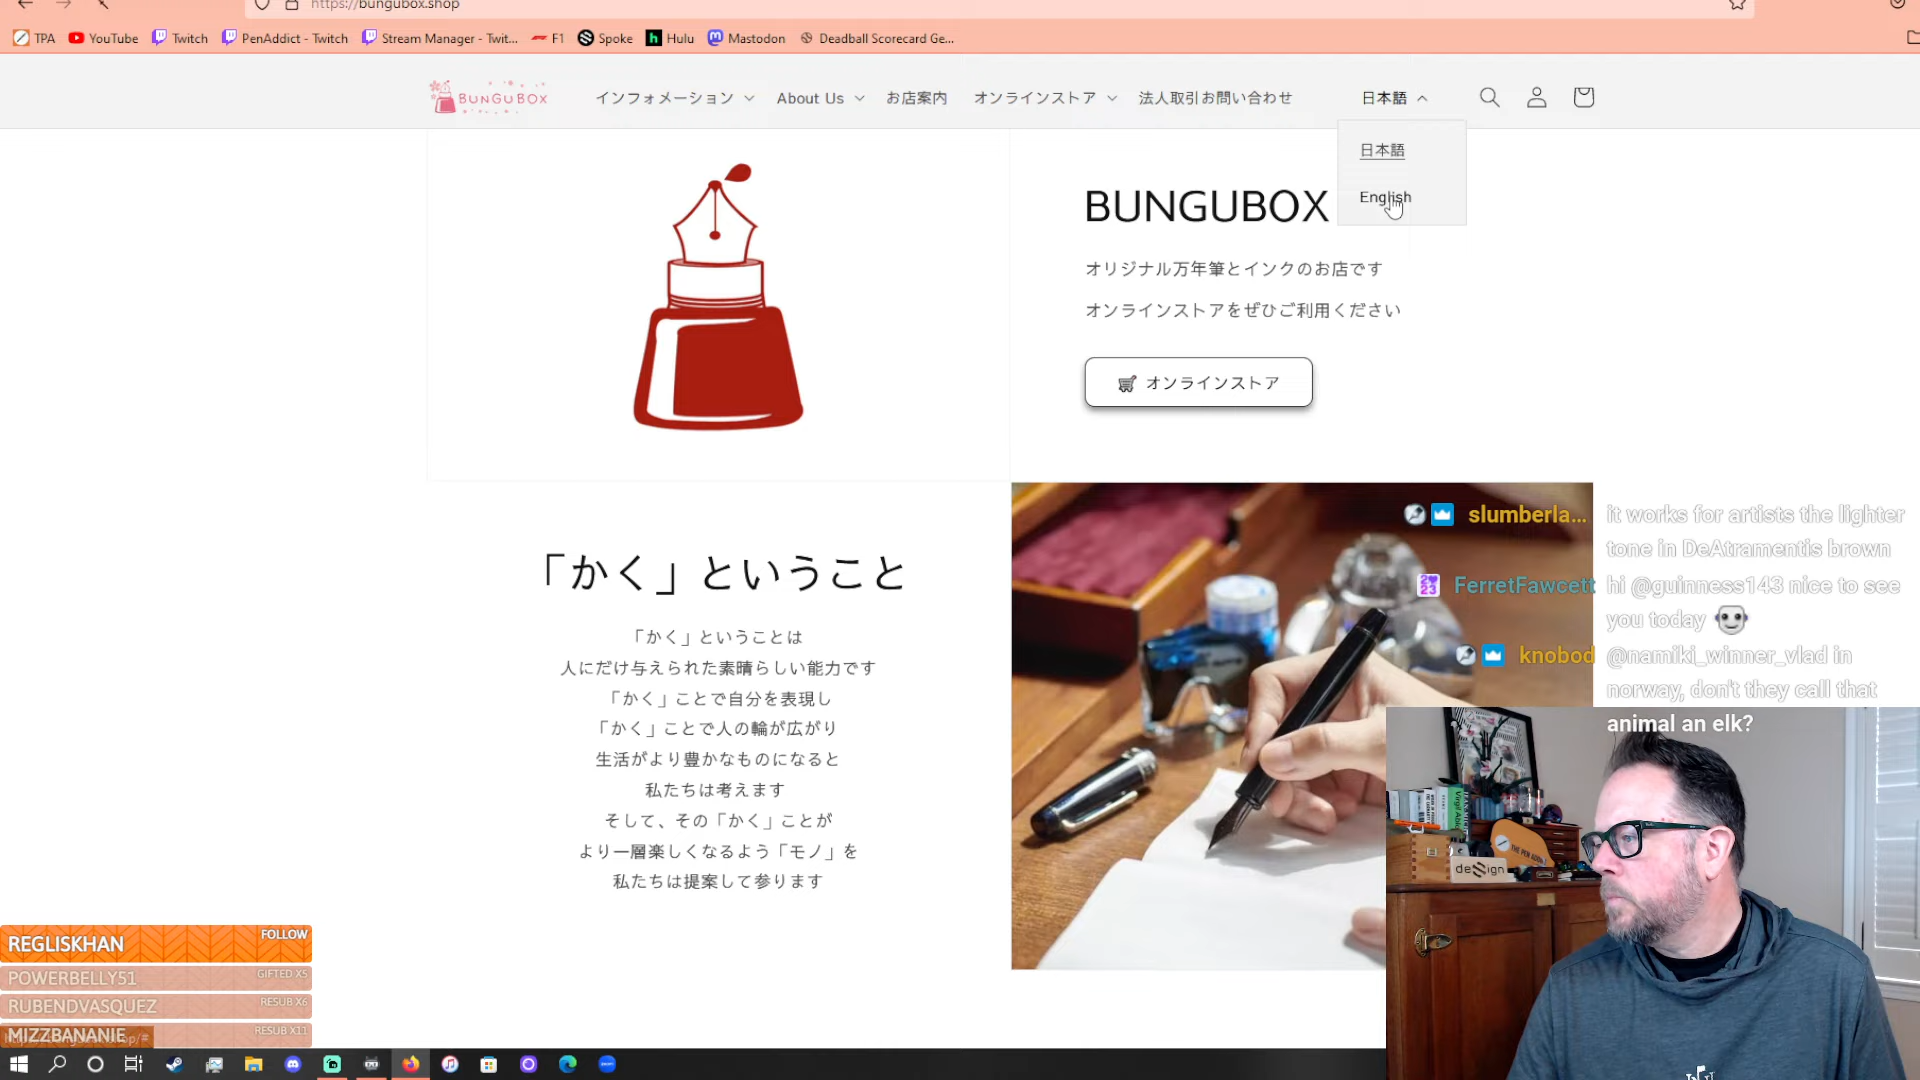 https://bungubox.shop
TPA
YouTube
Twitch
PenAddict - Twitch
Stream Manager - Twit...
F1
Spoke
Hulu
Mastodon
Deadball Scorecard Ge...
BUNGUBOX
インフォメーション
About Us
お店案内
オンラインストア
法人取引お問い合わせ
日本語
日本語
English
BUNGUBOX
オリジナル万年筆とインクのお店です
オンラインストアをぜひご利用ください
オンラインストア
「かく」ということ
「かく」ということは
人にだけ与えられた素晴らしい能力です
「かく」ことで自分を表現し
「かく」ことで人の輪が広がり
生活がより豊かなものになると
私たちは考えます
そして、その「かく」ことが
より一層楽しくなるよう「モノ」を
私たちは提案して参ります
slumberla... it works for artists the lighter
tone in DeAtramentis brown
FerretFawcett hi @guinness143 nice to see
you today
knobod @namiki_winner_vlad in
norway, don't they call that
animal an elk?
THE PEN ADDICT
design
REGLISKHAN FOLLOW
POWERBELLY51 GIFTED X5
RUBENDVASQUEZ RESUB X6
MIZZBANANIE RESUB X11